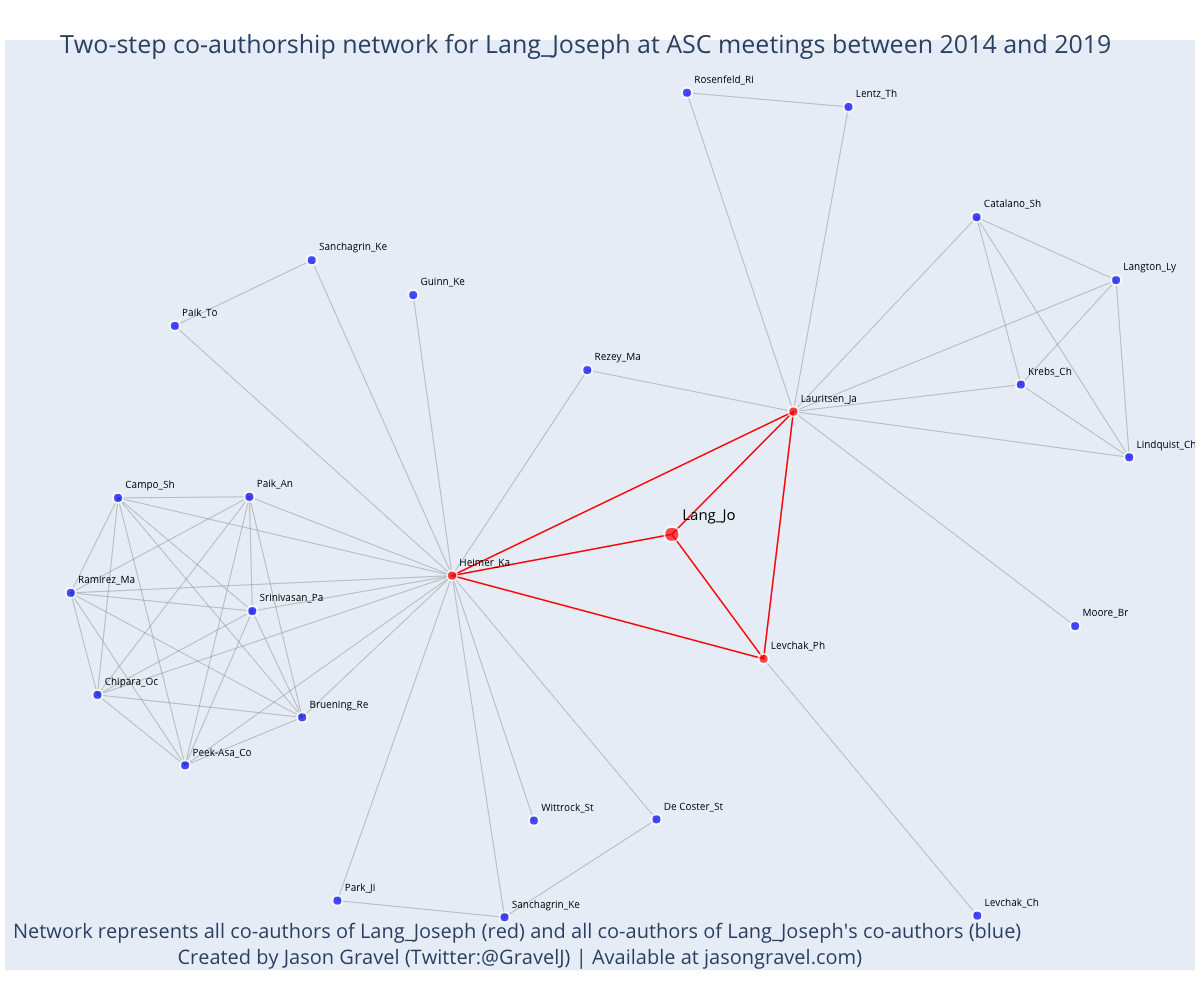 Two-step co-authorship network for Lang_Joseph at ASC meetings between 2014 and 2019
Rosenfeld_Ri
Lentz_Th
Catalano_Sh
Sanchagrin_Ke
Langton_Ly
Guinn_Ke
Paik_To
Rezey_Ma
Krebs_Ch
Lauritsen_Ja
Lindquist_Ch
Campo_Sh
Paik_An
Lang_Jo
Heimer_Ka
Ramirez_Ma
Srinivasan_Pa
Moore_Br
Levchak_Ph
Chipara_Oc
Bruening_Re
Peek-Asa_Co
Wittrock_St
De Coster_St
Park_Ji
Sanchagrin_Ke
Levchak_Ch
Network represents all co-authors of Lang_Joseph (red) and all co-authors of Lang_Joseph's co-authors (blue)
Created by Jason Gravel (Twitter:@GravelJ) | Available at jasongravel.com)